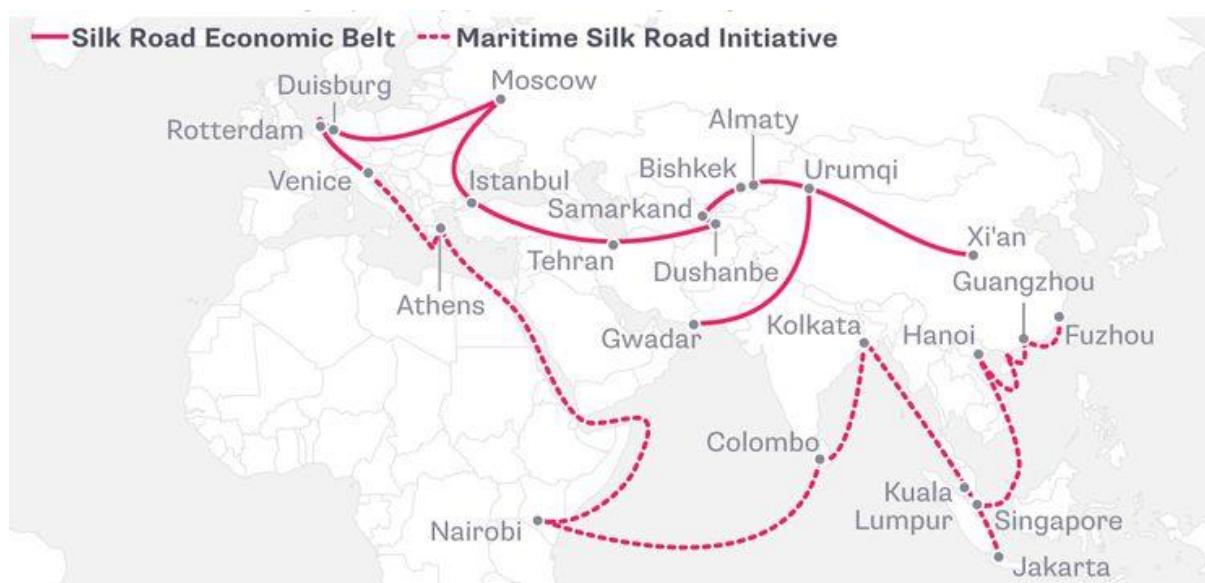 Silk Road Economic Belt
Maritime Silk Road Initiative
Duisburg
Moscow
Rotterdam
Almaty
Bishkek
Urumqi
Venice
Istanbul
Samarkand
Xi'an
Tehran
Dushanbe
Guangzhou
Athens
Gwadar
Kolkata
Hanoi
Fuzhou
Colombo
Nairobi
Kuala
Lumpur
Singapore
Jakarta